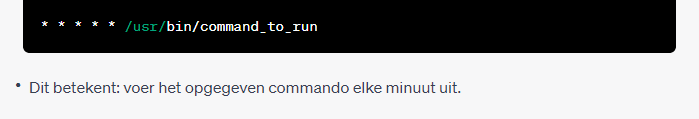 * * * * * /usr/bin/command_to_run
• Dit betekent: voer het opgegeven commando elke minuut uit.